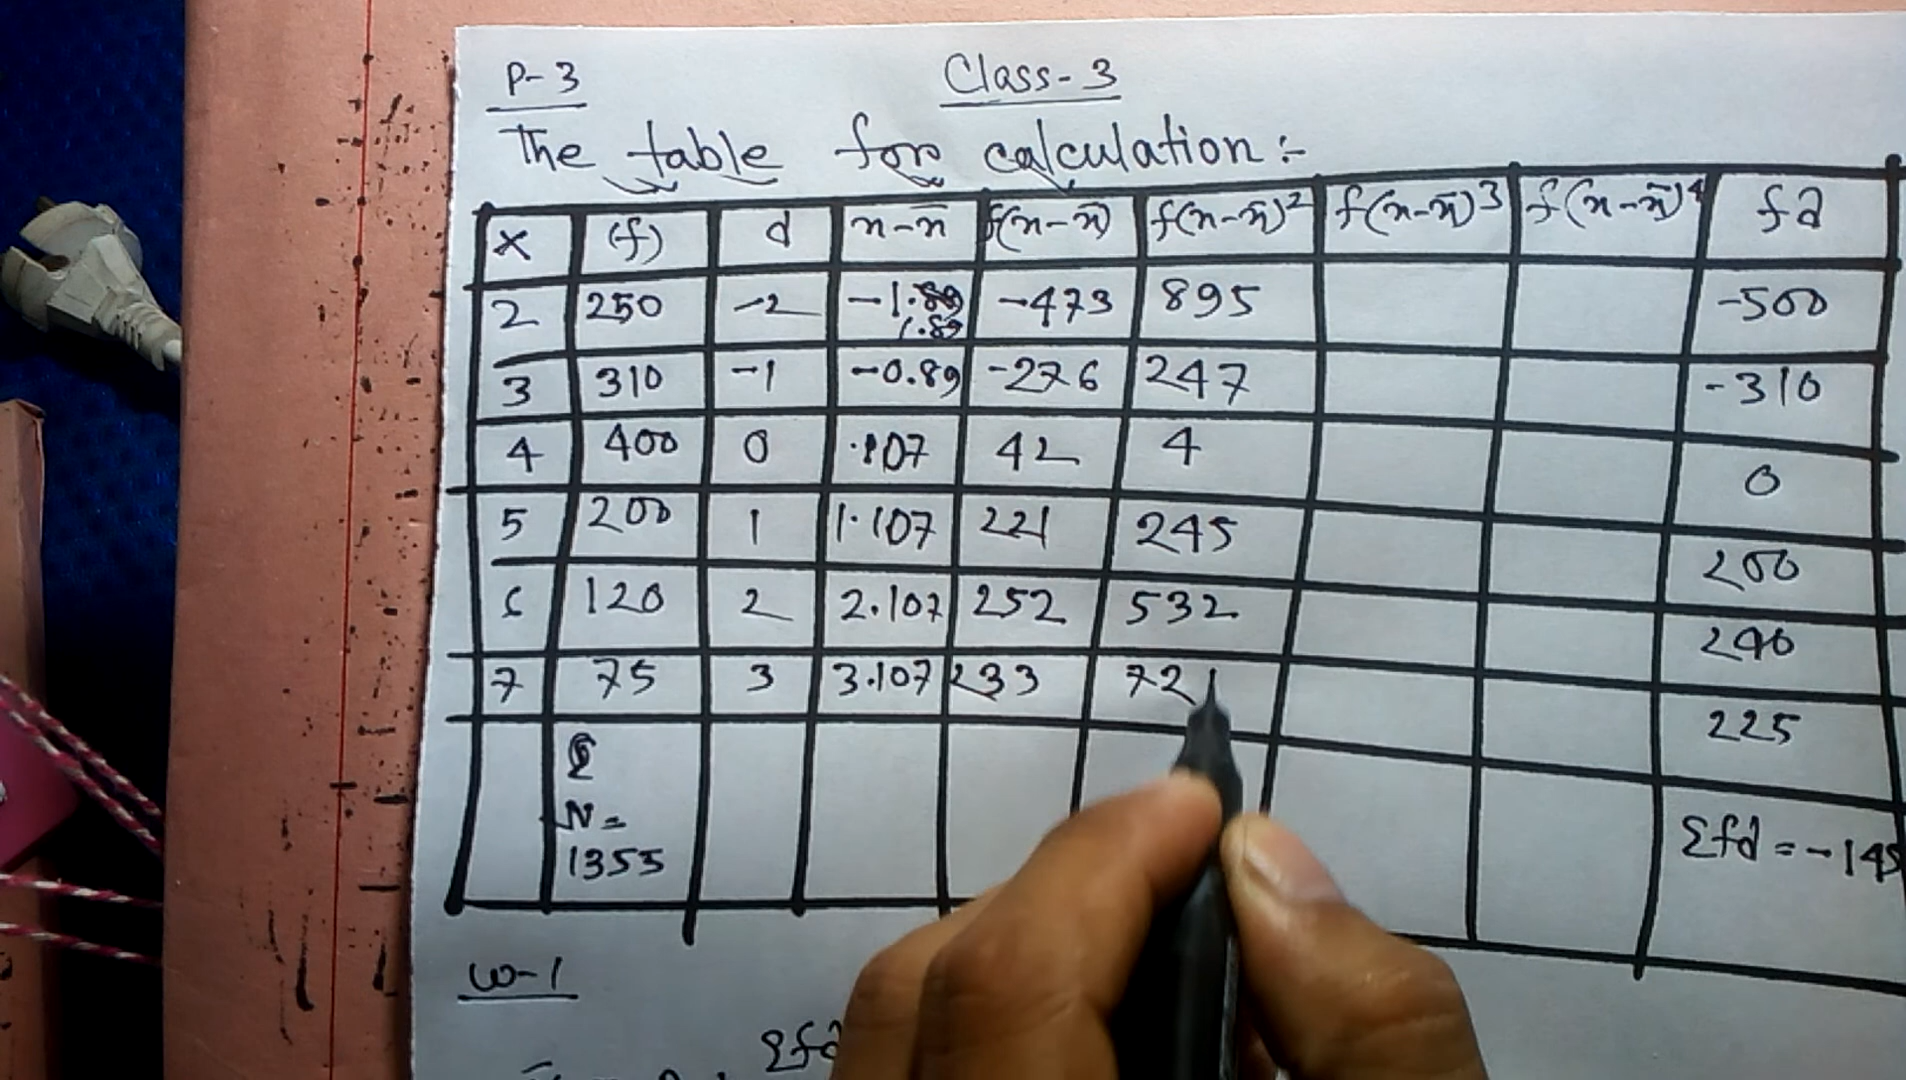 P-3
Class-3
The table for calculation :-
x (f) d n-n̄ f(n-n̄) f(n-n̄)² f(n-n̄)³ f(n-n̄)⁴ fd
2 250 -2 -1.89 -473 895 -500
1.89
3 310 -1 -0.89 -276 247 -310
4 400 0 .107 42 4 0
5 200 1 1.107 221 245 200
6 120 2 2.107 252 532 240
7 75 3 3.107 233 72 225
Σ
N=
1355
Σfd = -145
W-1
Σfd